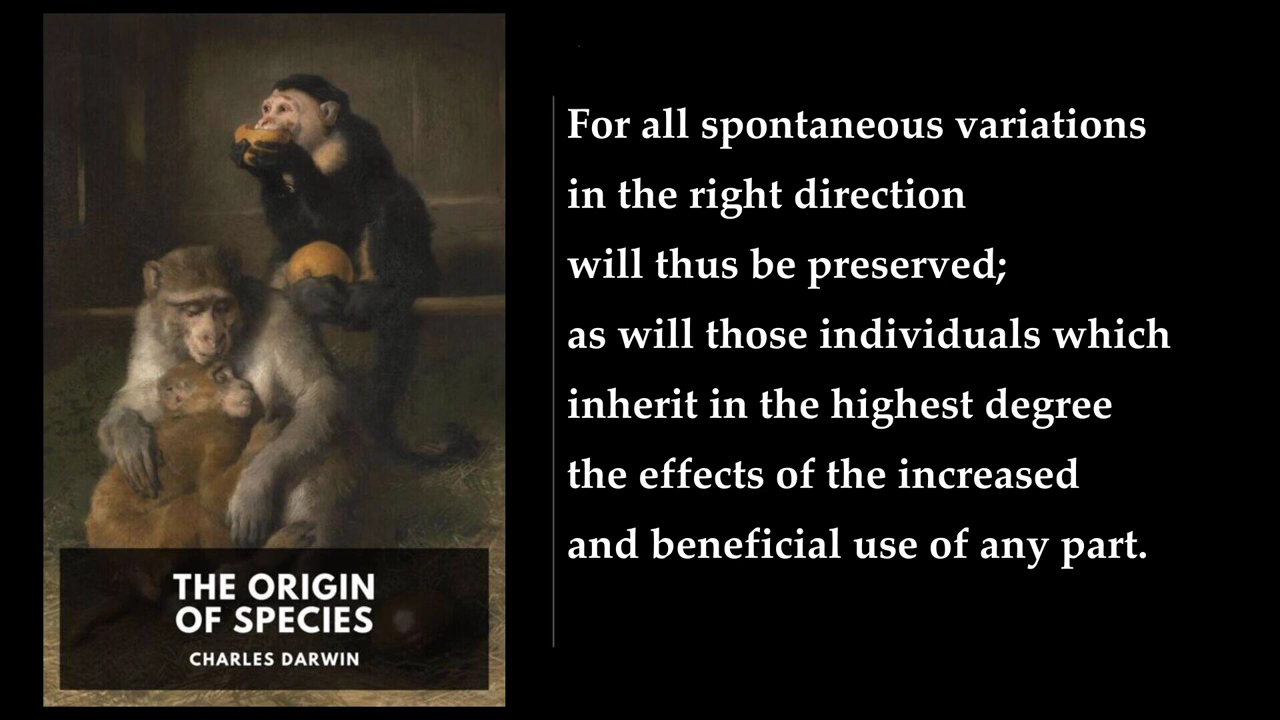 For all spontaneous variations
in the right direction
will thus be preserved;
as will those individuals which
inherit in the highest degree
the effects of the increased
and beneficial use of any part.
THE ORIGIN
OF SPECIES
CHARLES DARWIN